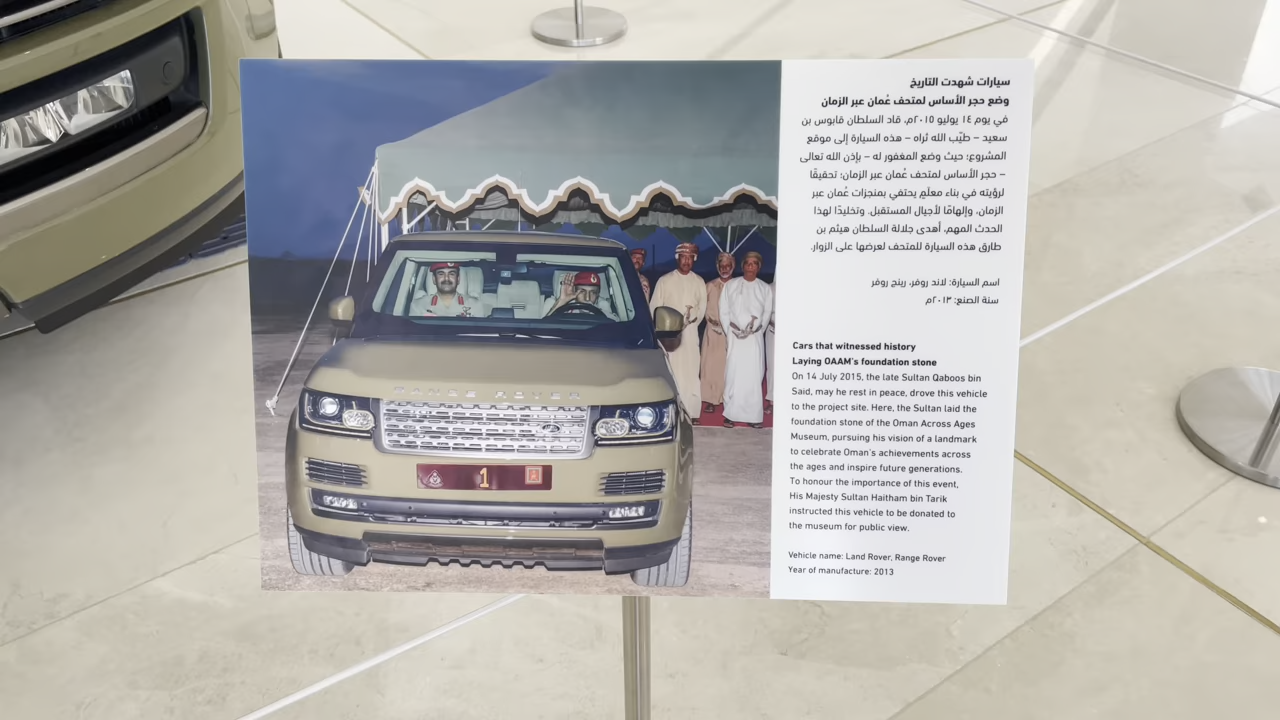 سيارات شهدت التاريخ
وضع حجر الأساس لمتحف عُمان عبر الزمان
في يوم ١٤ يوليو ٢٠١٥م، قاد السلطان قابوس بن
سعيد – طيّب الله ثراه – هذه السيارة إلى موقع
المشروع؛ حيث وضع المغفور له – بإذن الله تعالى
– حجر الأساس لمتحف عُمان عبر الزمان؛ تحقيقًا
لرؤيته في بناء معلَمٍ يحتفي بمنجزات عُمان عبر
الزمان، وإلهامًا لأجيال المستقبل. وتخليدًا لهذا
الحدث المهم، أهدى جلالة السلطان هيثم بن
طارق هذه السيارة للمتحف لعرضها على الزوار.
اسم السيارة: لاند روفر، رينج روفر
سنة الصنع: ٢٠١٣م
Cars that witnessed history
Laying OAAM's foundation stone
On 14 July 2015, the late Sultan Qaboos bin
Said, may he rest in peace, drove this vehicle
to the project site. Here, the Sultan laid the
foundation stone of the Oman Across Ages
Museum, pursuing his vision of a landmark
to celebrate Oman's achievements across
the ages and inspire future generations.
To honour the importance of this event,
His Majesty Sultan Haitham bin Tarik
instructed this vehicle to be donated to
the museum for public view.
Vehicle name: Land Rover, Range Rover
Year of manufacture: 2013
RANGE ROVER
1